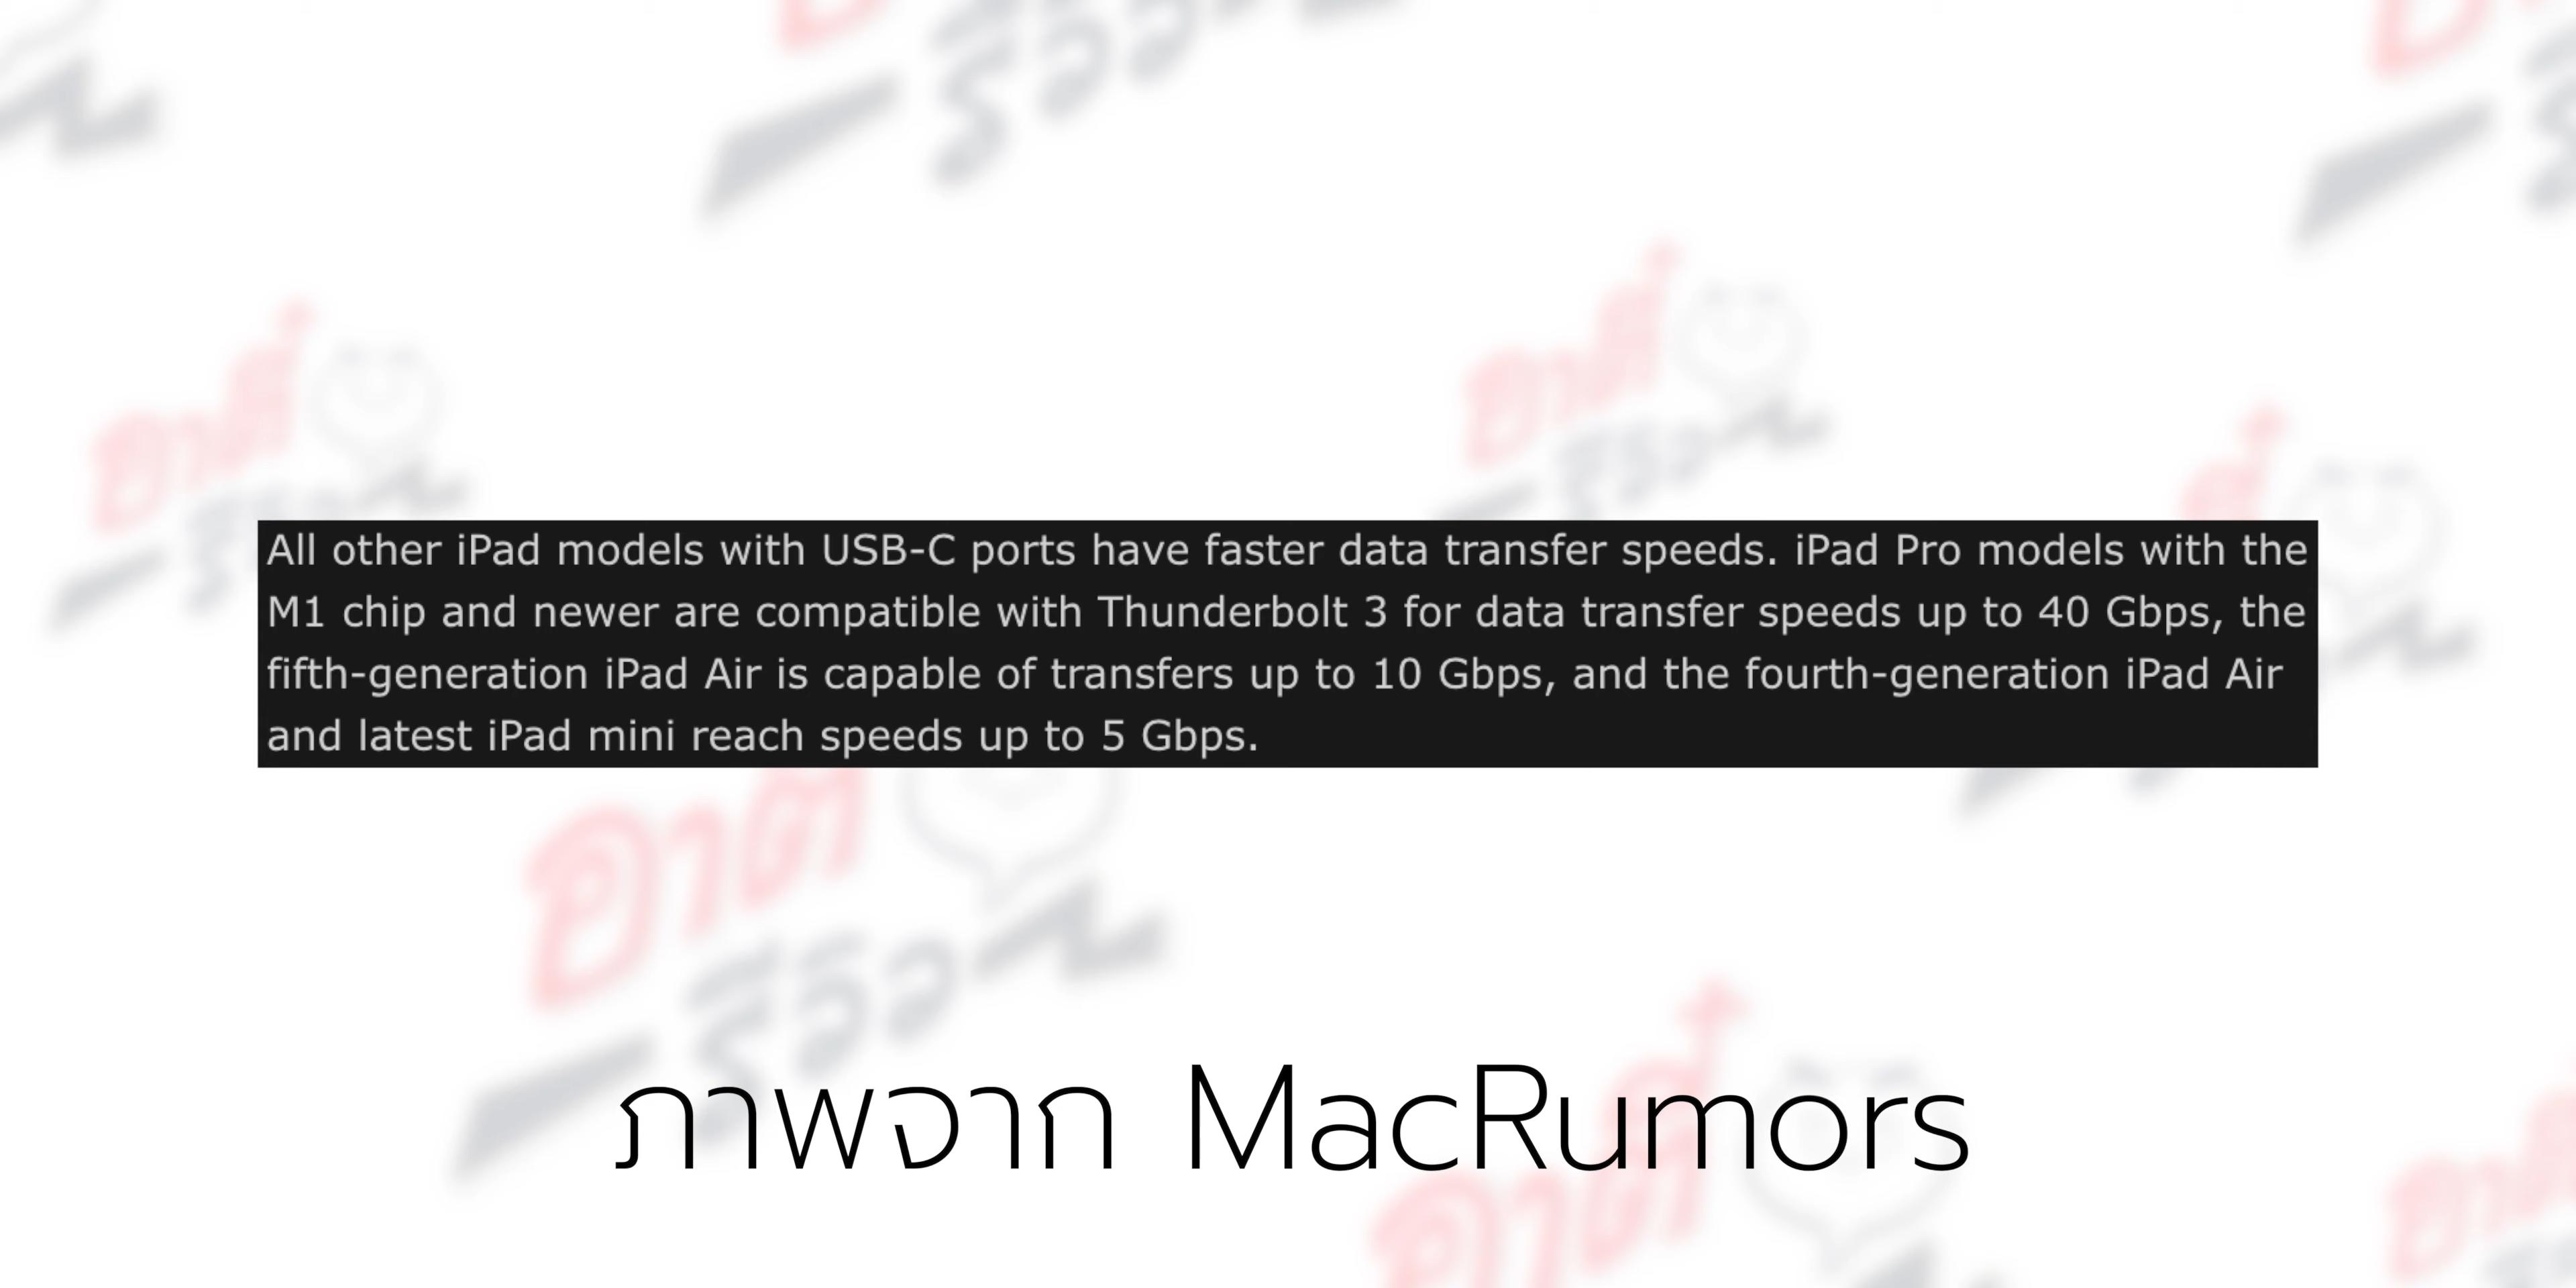 All other iPad models with USB-C ports have faster data transfer speeds. iPad Pro models with the
M1 chip and newer are compatible with Thunderbolt 3 for data transfer speeds up to 40 Gbps, the
fifth-generation iPad Air is capable of transfers up to 10 Gbps, and the fourth-generation iPad Air
and latest iPad mini reach speeds up to 5 Gbps.
ภาพจาก MacRumors